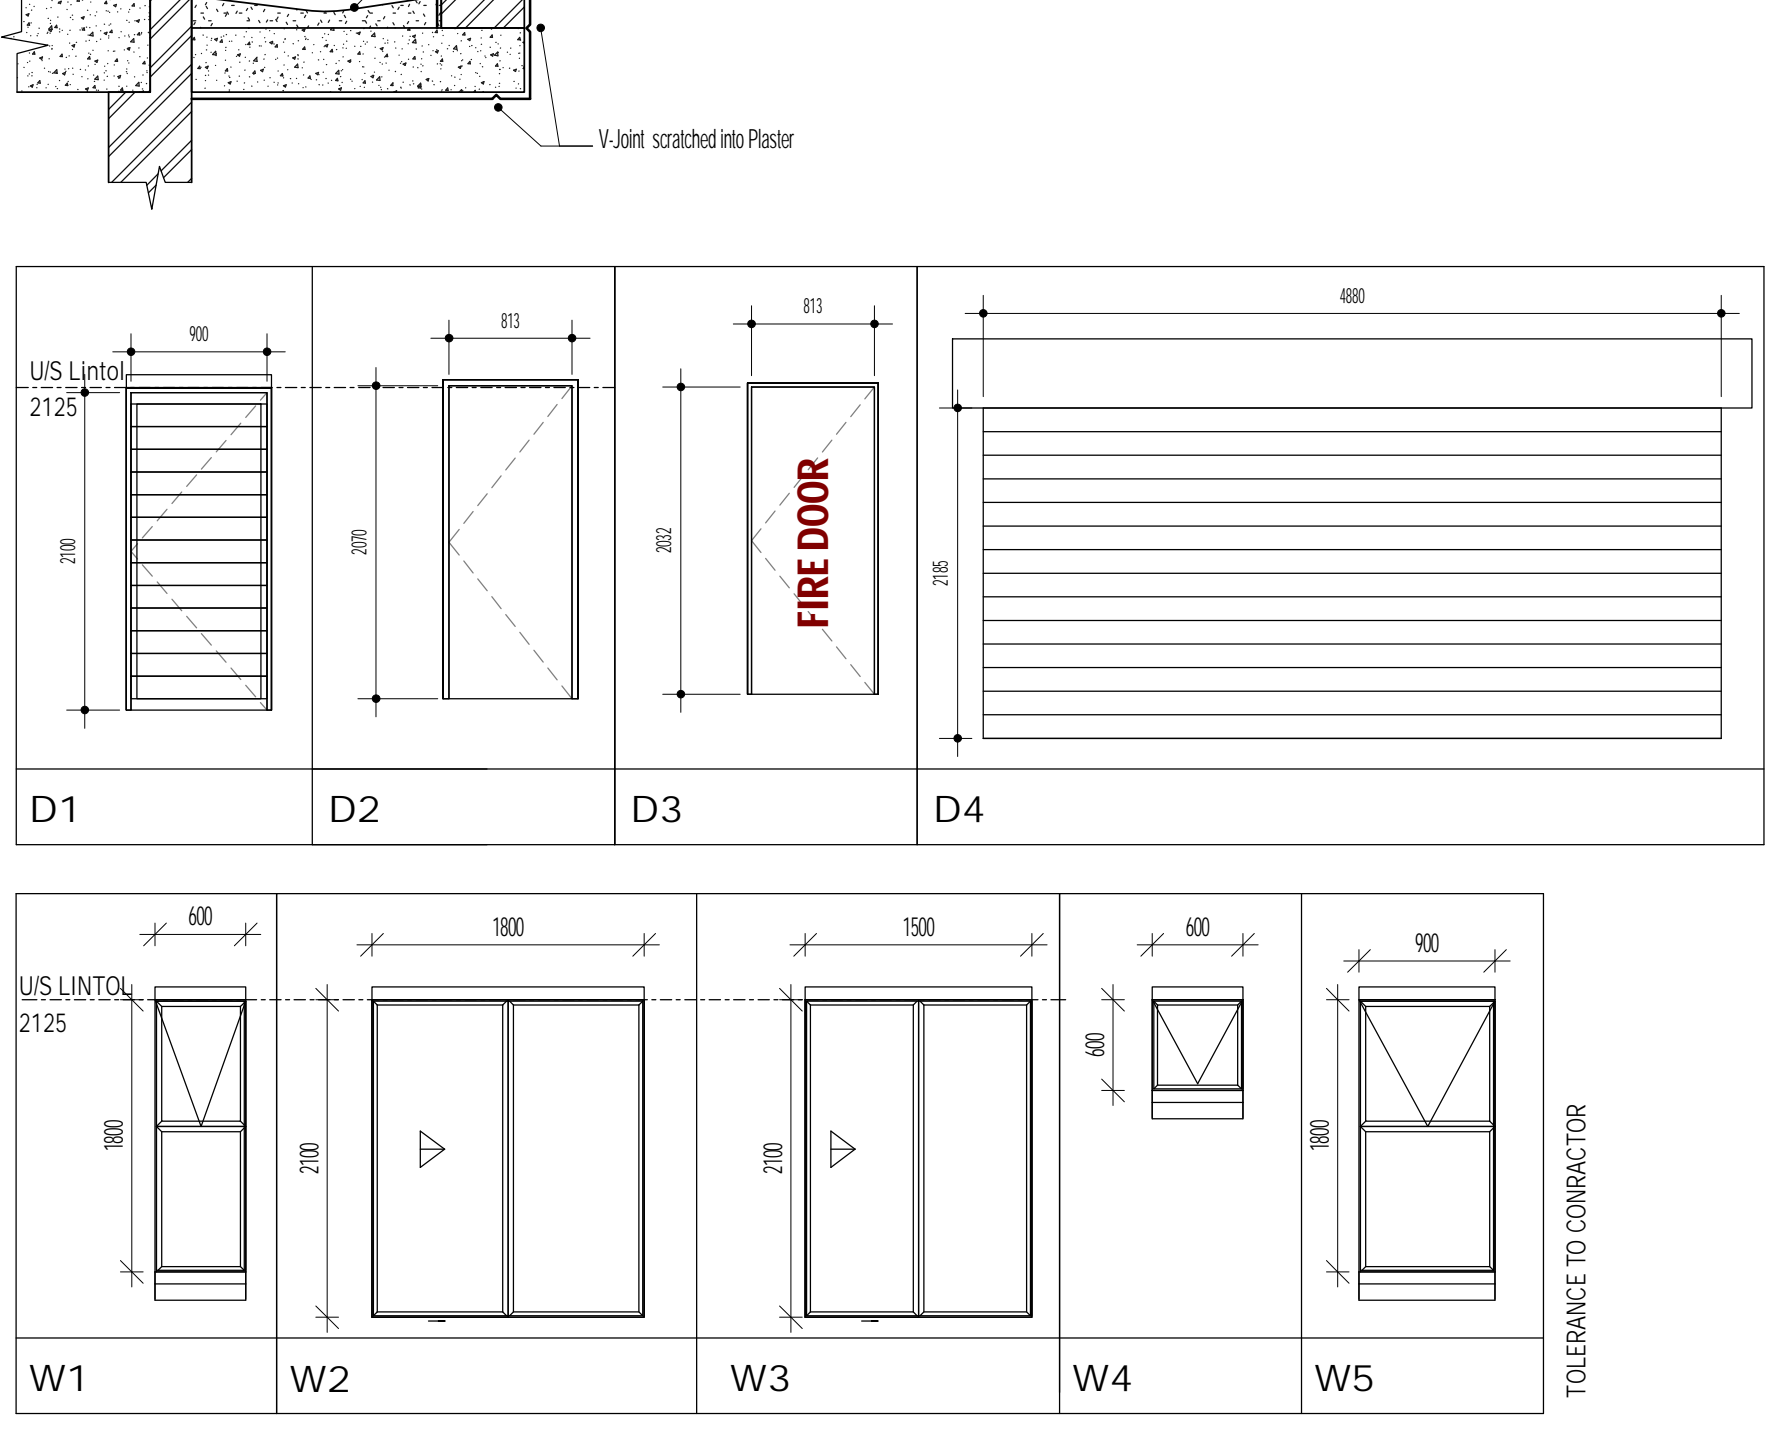 V-Joint scratched into Plaster
900
813
813
4880
U/S Lintol
2125
2100
2070
2032
FIRE DOOR
2185
D1
D2
D3
D4
600
1800
1500
600
900
U/S LINTOL
2125
1800
2100
2100
600
1800
TOLERANCE TO CONRACTOR
W1
W2
W3
W4
W5